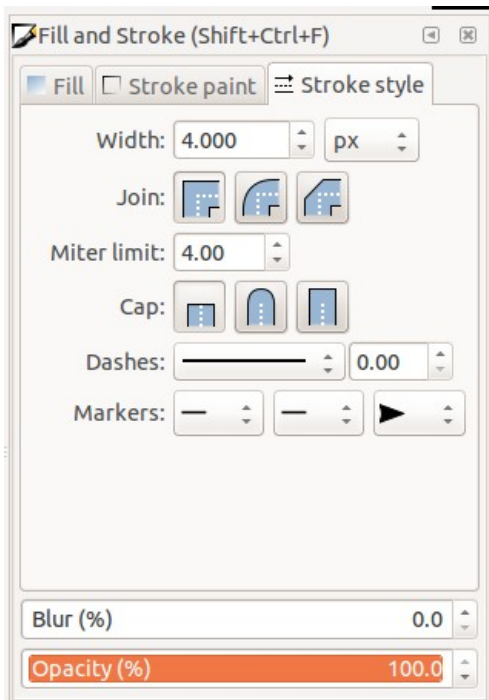 Fill and Stroke (Shift+Ctrl+F)
Fill Stroke paint Stroke style
Width: 4.000 px
Join:
Miter limit: 4.00
Cap:
Dashes: 0.00
Markers:
Blur (%) 0.0
Opacity (%) 100.0